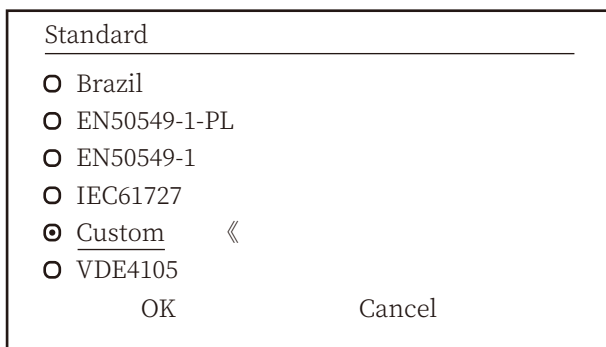 Standard
Brazil
EN50549-1-PL
EN50549-1
IEC61727
Custom 《
VDE4105
OK Cancel